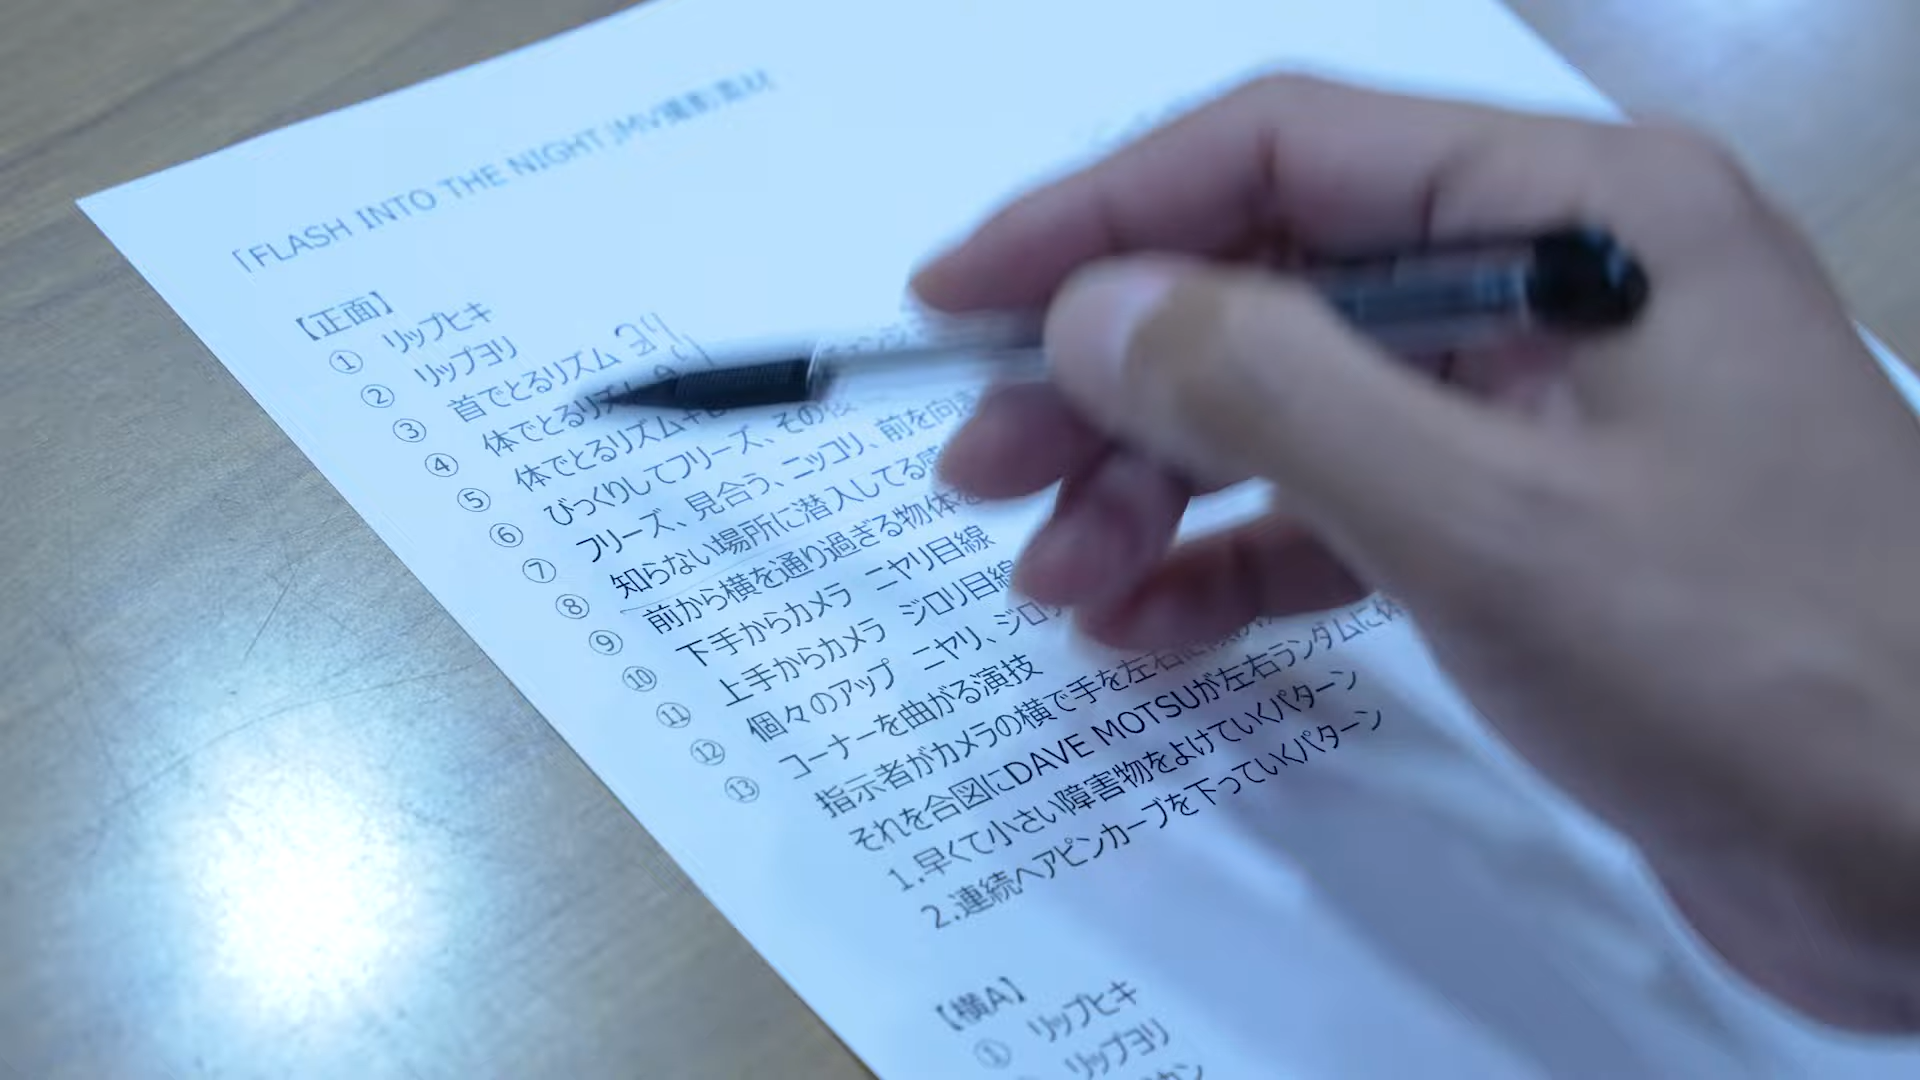 「FLASH INTO THE NIGHT」MV撮影素材
【正面】
① リップヒキ
② リップヨリ
③ 首でとるリズム
④ 体でとるリズム
⑤ 体でとるリズム+
⑥ びっくりしてフリーズ、その後
⑦ フリーズ、見合う、ニッコリ、前を向き
⑧ 知らない場所に潜入してる
⑨ 前から横を通り過ぎる物体を
⑩ 下手からカメラ ニヤリ目線
⑪ 上手からカメラ ジロリ目線
⑫ 個々のアップ ニヤリ、ジロリ
⑬ コーナーを曲がる演技
指示者がカメラの横で手を左右に
それを合図にDAVE MOTSUが左右ランダムに体
1.早くて小さい障害物をよけていくパターン
2.連続ヘアピンカーブを下っていくパターン
【横A】
① リップヒキ
リップヨリ